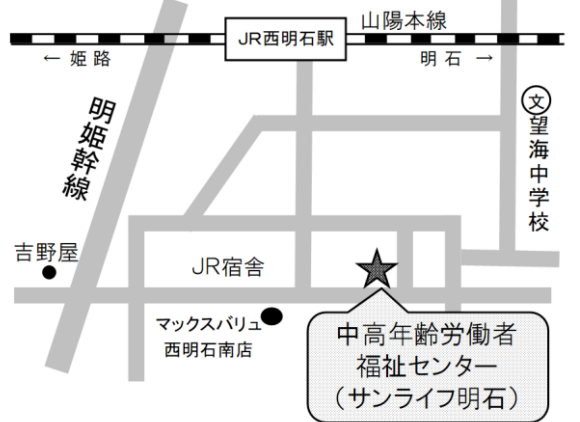 山陽本線
JR西明石駅
← 姫路
明石 →
明姫幹線
文
望海中学校
吉野屋
JR宿舎
マックスバリュ
西明石南店
中高年齢労働者
福祉センター
（サンライフ明石）